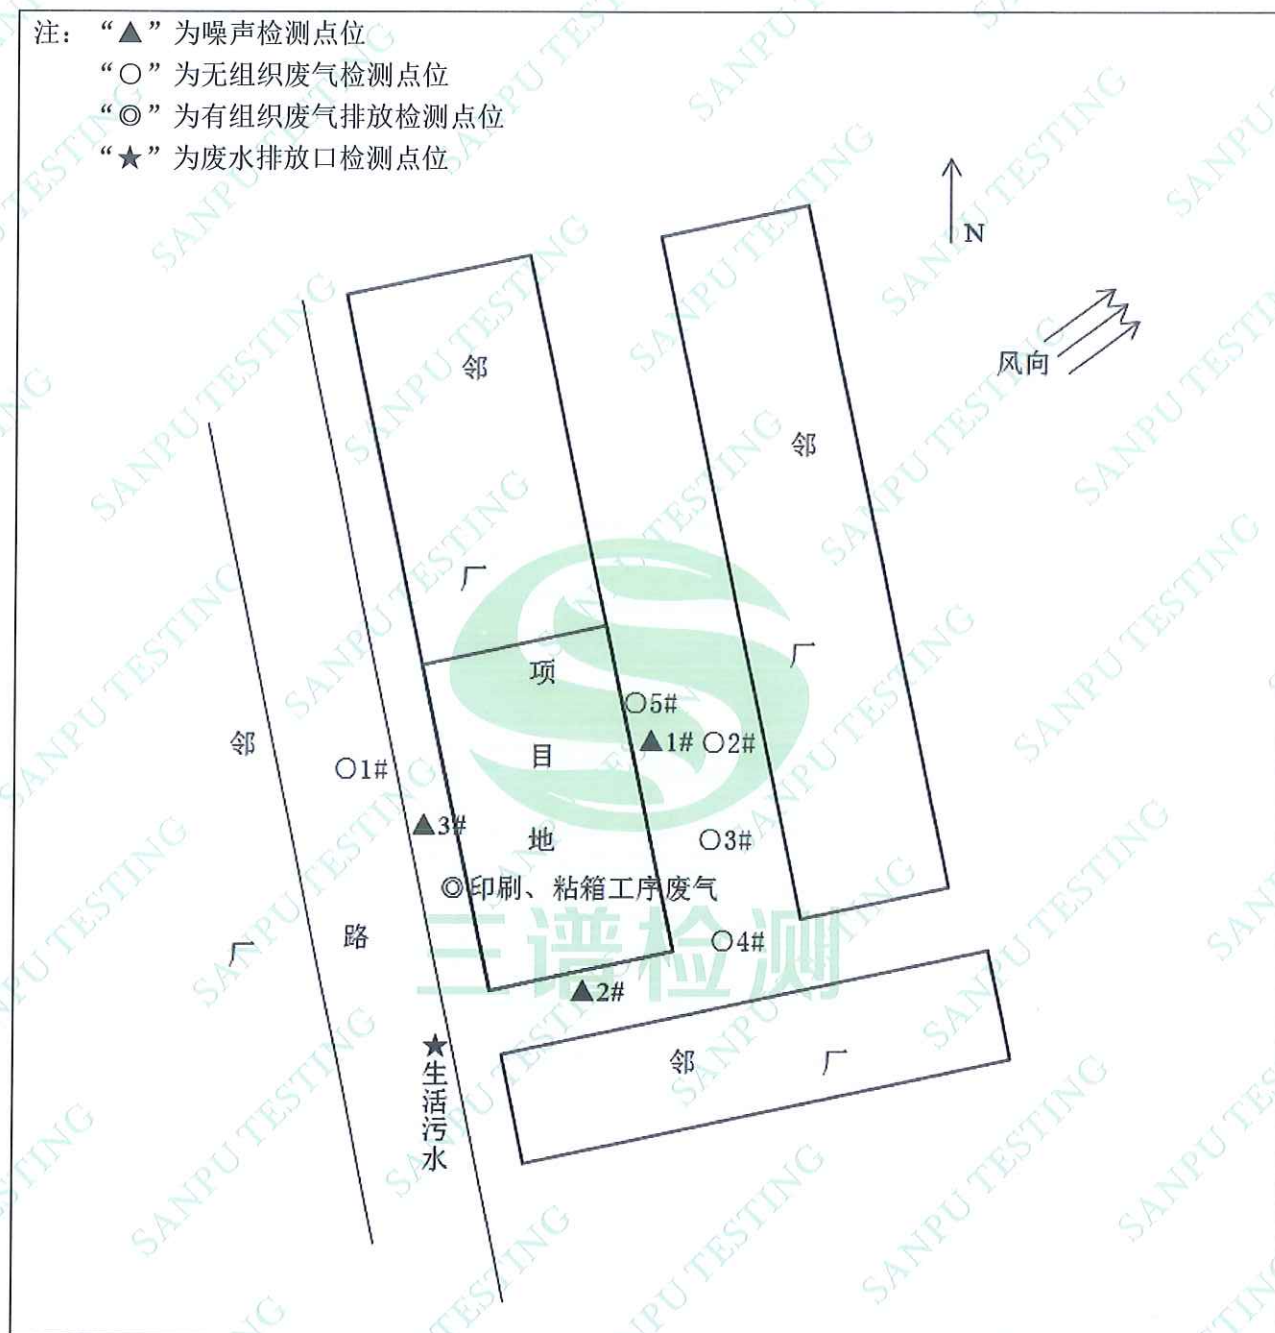 注：“▲”为噪声检测点位
“○”为无组织废气检测点位
“◎”为有组织废气排放检测点位
“★”为废水排放口检测点位
N
风向
邻
厂
邻
厂
项
目
地
○5#
▲1# ○2#
邻
厂
○1#
▲3#
○3#
◎印刷、粘箱工序废气
路
○4#
▲2#
★生活污水
邻 厂
三谱检测
SANPU TESTING